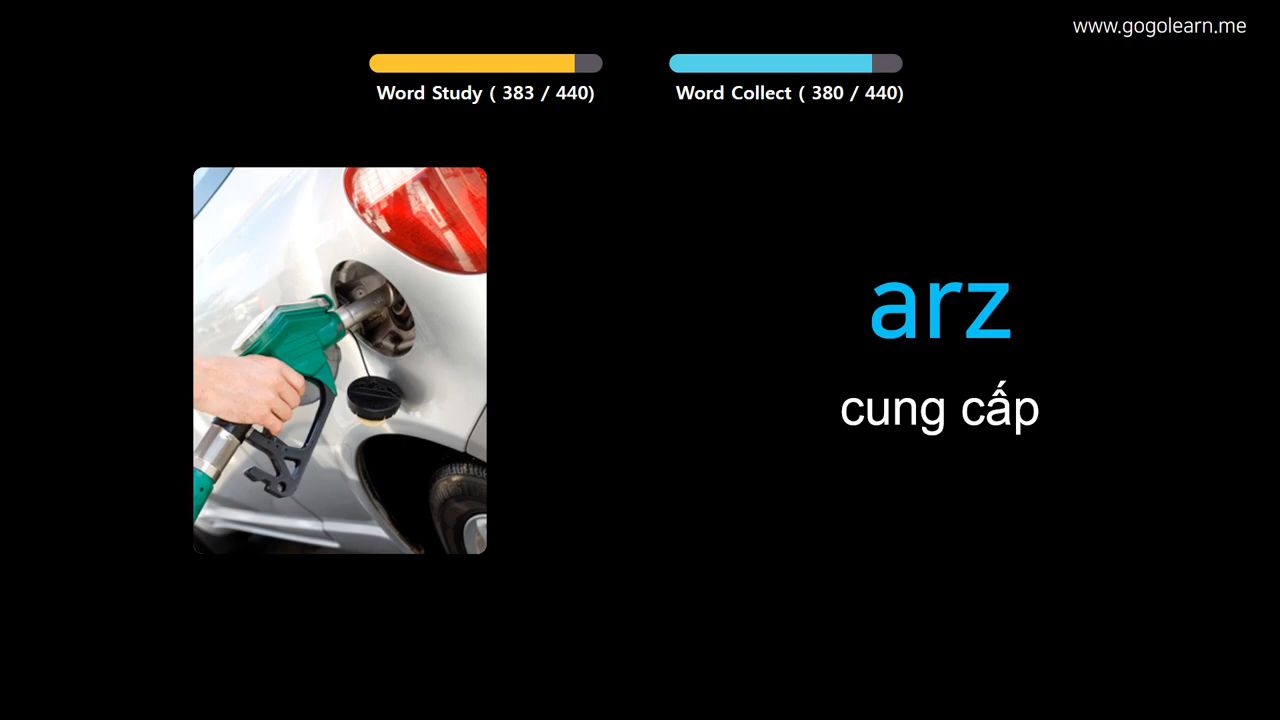 www.gogolearn.me
Word Study ( 383 / 440)
Word Collect ( 380 / 440)
arz
cung cấp